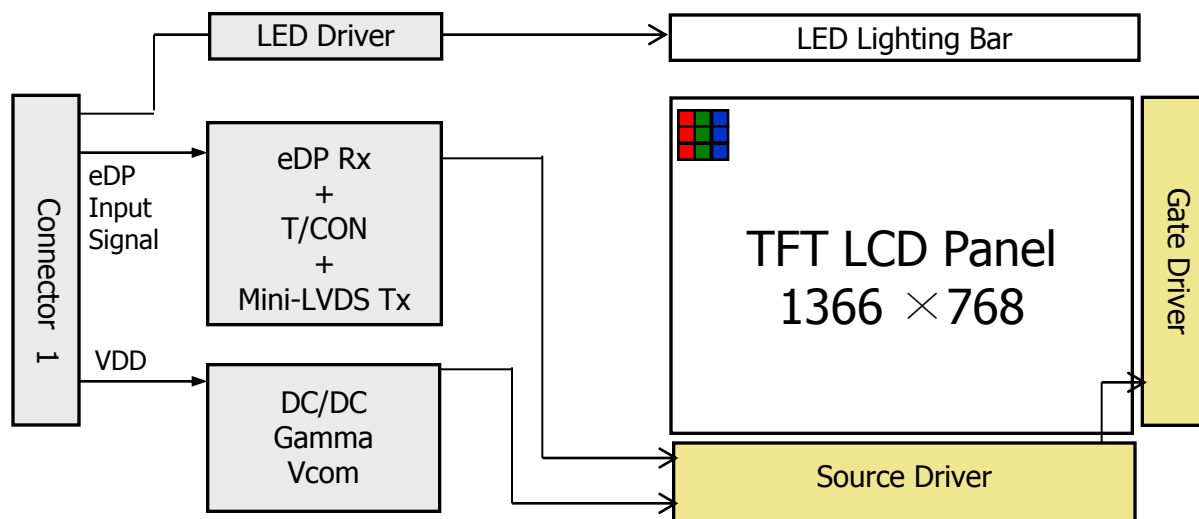 LED Driver
LED Lighting Bar
Connector 1
eDP
Input
Signal
eDP Rx
+
T/CON
+
Mini-LVDS Tx
TFT LCD Panel
1366 ×768
Gate Driver
VDD
DC/DC
Gamma
Vcom
Source Driver